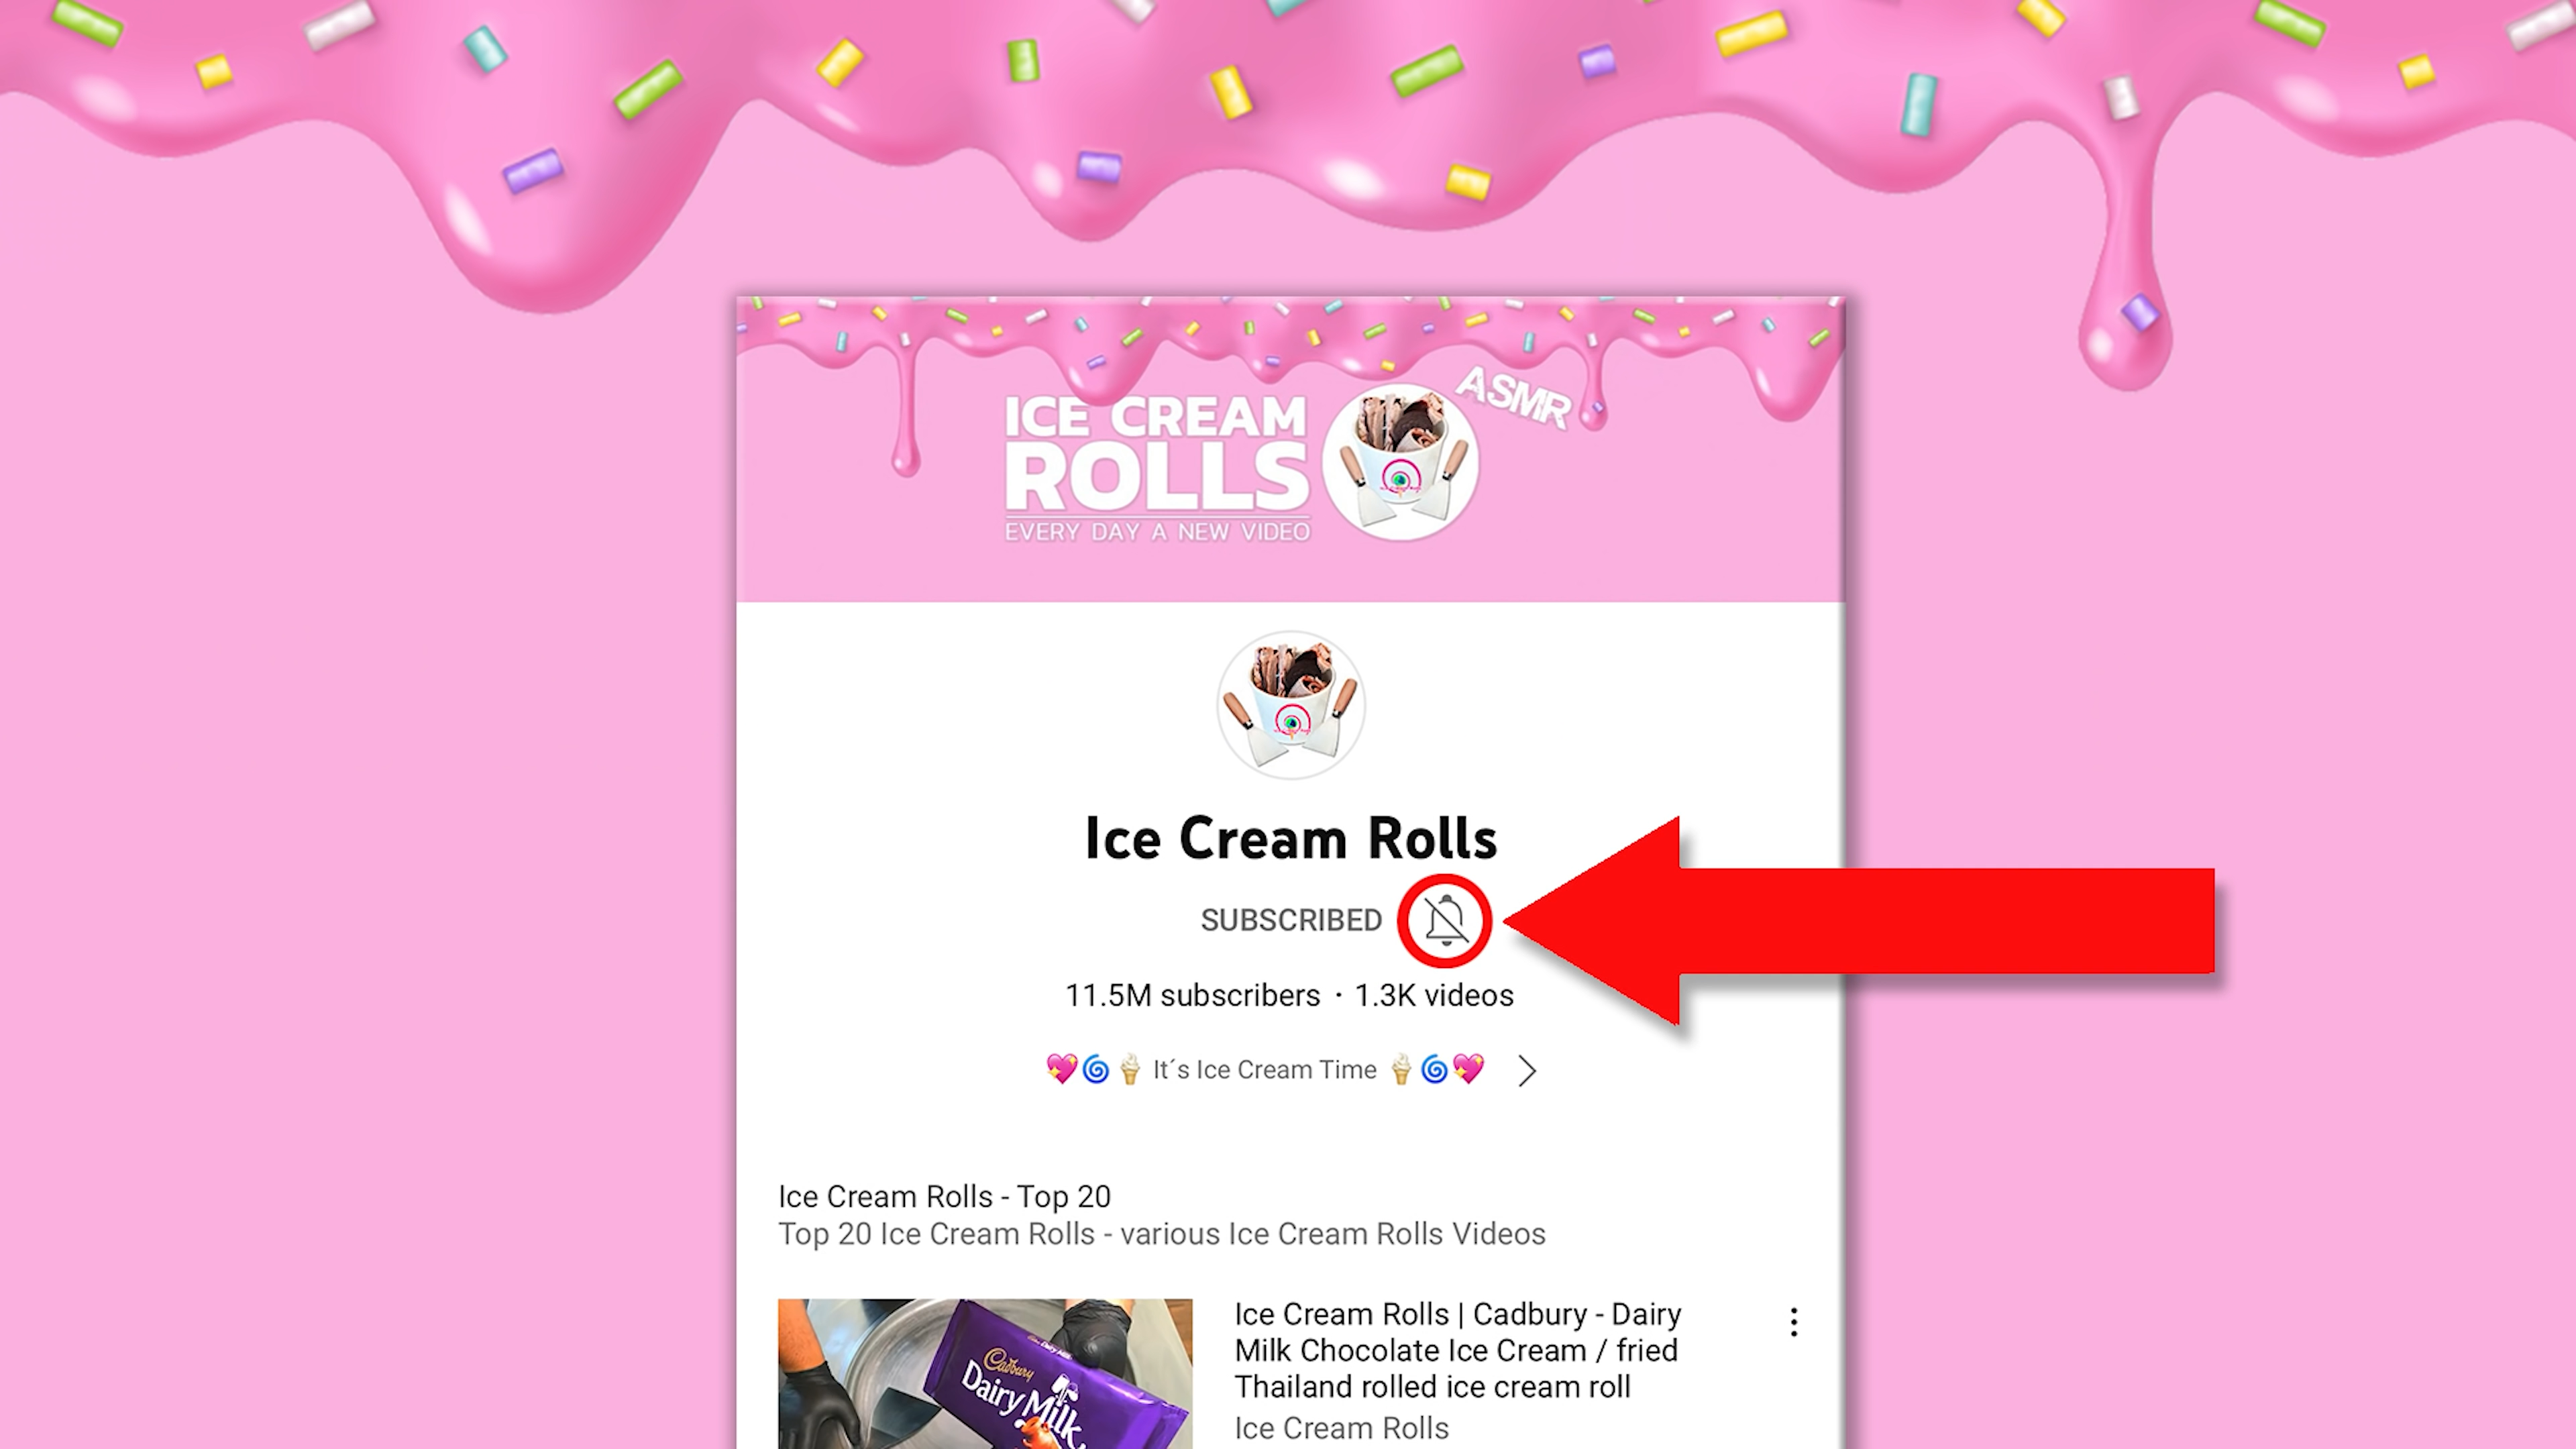 ICE CREAM
ASMR
ROLLS
EVERY DAY A NEW VIDEO
Ice Cream Rolls
SUBSCRIBED
11.5M subscribers · 1.3K videos
💖🌀🍦 It´s Ice Cream Time 🍦🌀💖
Ice Cream Rolls - Top 20
Top 20 Ice Cream Rolls - various Ice Cream Rolls Videos
Ice Cream Rolls | Cadbury - Dairy
Milk Chocolate Ice Cream / fried
Thailand rolled ice cream roll
Ice Cream Rolls
Cadbury
Dairy Milk